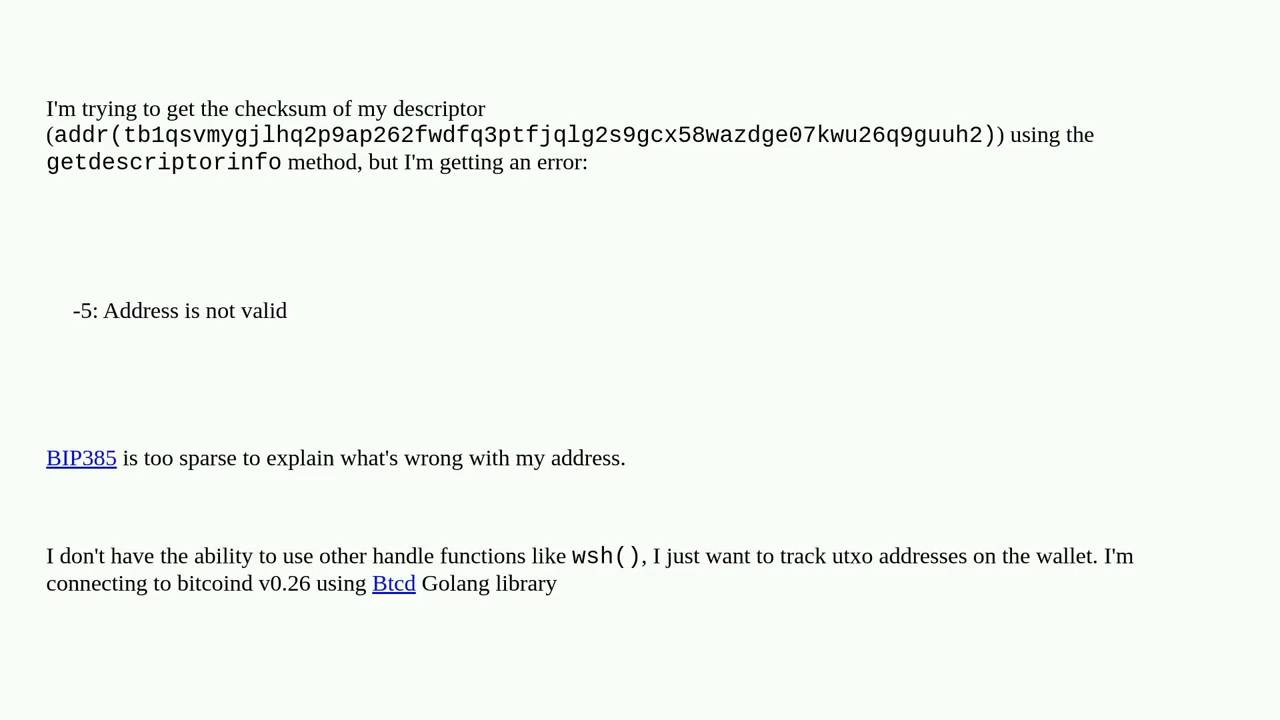 I'm trying to get the checksum of my descriptor
(addr(tb1qsvmygjlhq2p9ap262fwdfq3ptfjqlg2s9gcx58wazdge07kwu26q9guuh2)) using the
getdescriptorinfo method, but I'm getting an error:
-5: Address is not valid
BIP385 is too sparse to explain what's wrong with my address.
I don't have the ability to use other handle functions like wsh(), I just want to track utxo addresses on the wallet. I'm
connecting to bitcoind v0.26 using Btcd Golang library